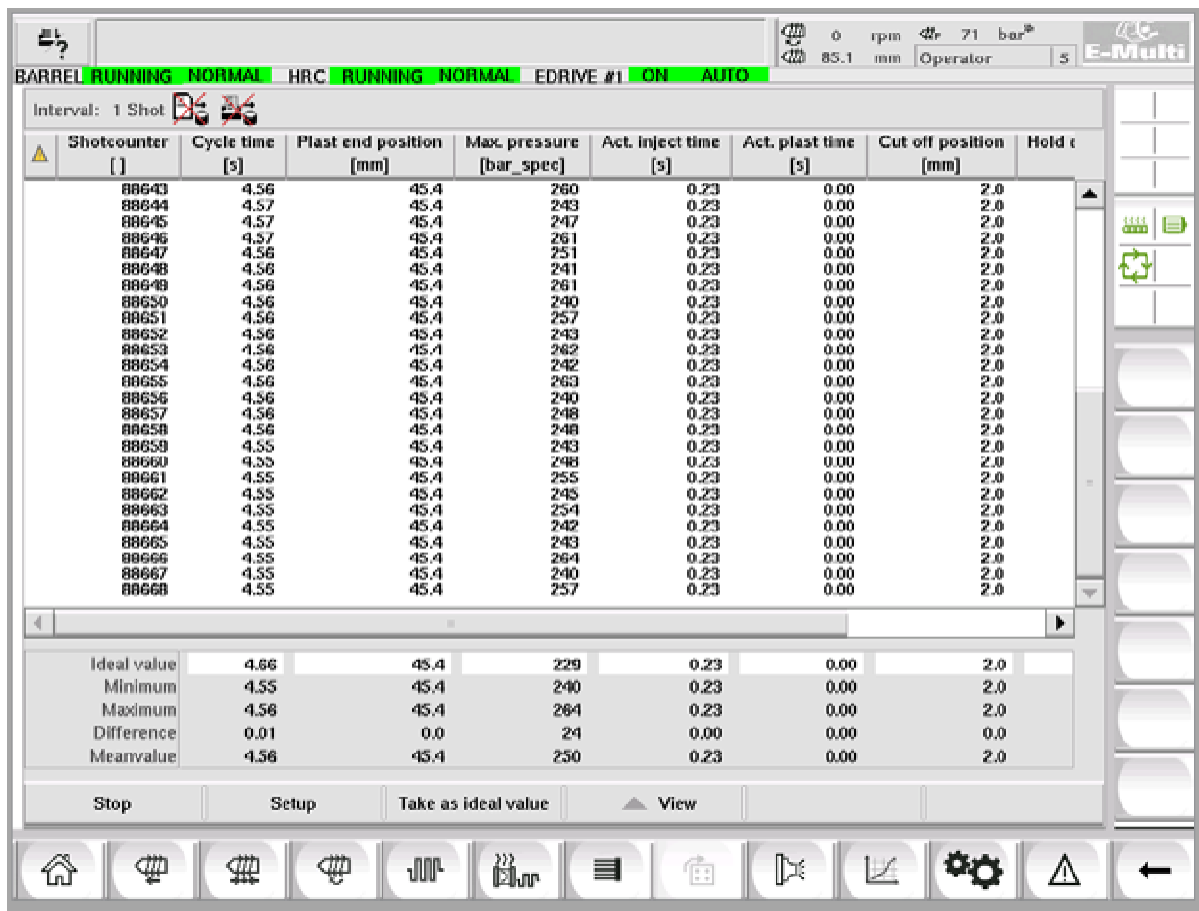 0 rpm 71 bar
85.1 mm Operator 5 E-Multi
BARREL RUNNING NORMAL HRC RUNNING NORMAL EDRIVE #1 ON AUTO
Interval: 1 Shot
Shotcounter Cycle time Plast end position Max. pressure Act. inject time Act. plast time Cut off position Hold
[ ] [s] [mm] [bar_spec] [s] [s] [mm]
88643 4.56 45.4 260 0.23 0.00 2.0
88644 4.57 45.4 243 0.23 0.00 2.0
88645 4.57 45.4 247 0.23 0.00 2.0
88646 4.57 45.4 261 0.23 0.00 2.0
88647 4.56 45.4 251 0.23 0.00 2.0
88648 4.56 45.4 241 0.23 0.00 2.0
88649 4.56 45.4 261 0.23 0.00 2.0
88650 4.56 45.4 240 0.23 0.00 2.0
88651 4.56 45.4 257 0.23 0.00 2.0
88652 4.56 45.4 243 0.23 0.00 2.0
88653 4.56 45.4 262 0.23 0.00 2.0
88654 4.56 45.4 242 0.23 0.00 2.0
88655 4.56 45.4 263 0.23 0.00 2.0
88656 4.56 45.4 240 0.23 0.00 2.0
88657 4.56 45.4 248 0.23 0.00 2.0
88658 4.56 45.4 248 0.23 0.00 2.0
88659 4.55 45.4 243 0.23 0.00 2.0
88660 4.55 45.4 248 0.23 0.00 2.0
88661 4.55 45.4 255 0.23 0.00 2.0
88662 4.55 45.4 245 0.23 0.00 2.0
88663 4.55 45.4 254 0.23 0.00 2.0
88664 4.55 45.4 242 0.23 0.00 2.0
88665 4.55 45.4 243 0.23 0.00 2.0
88666 4.55 45.4 264 0.23 0.00 2.0
88667 4.55 45.4 240 0.23 0.00 2.0
88668 4.55 45.4 257 0.23 0.00 2.0
Ideal value 4.66 45.4 229 0.23 0.00 2.0
Minimum 4.55 45.4 240 0.23 0.00 2.0
Maximum 4.56 45.4 264 0.23 0.00 2.0
Difference 0.01 0.0 24 0.00 0.00 0.0
Meanvalue 4.56 45.4 250 0.23 0.00 2.0
Stop Setup Take as ideal value View